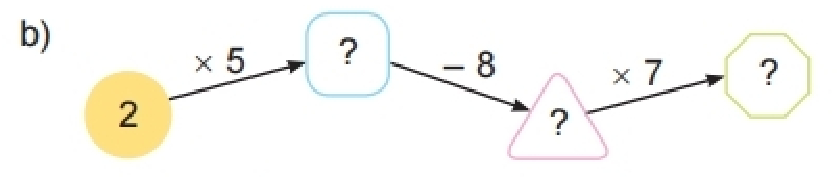 b)
2 × 5 ? – 8 ? × 7 ?